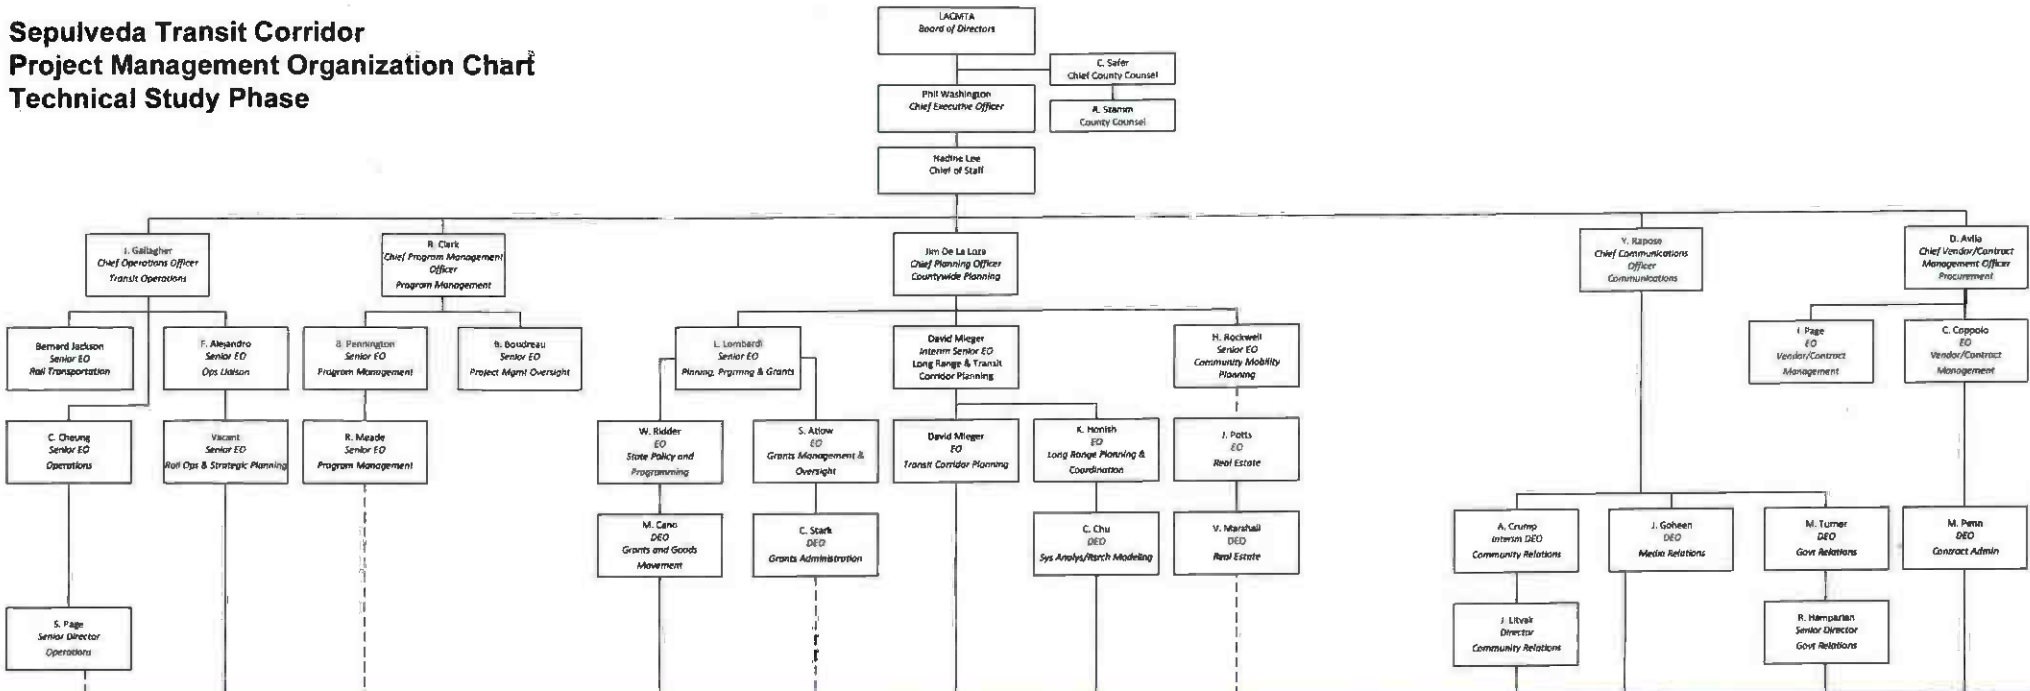 Sepulveda Transit Corridor
Project Management Organization Chart
Technical Study Phase
LACMTA
Board of Directors
C. Safer
Chief County Counsel
Phil Washington
Chief Executive Officer
A. Stamm
County Counsel
Nadine Lee
Chief of Staff
J. Gallagher
Chief Operations Officer
Transit Operations
R. Clark
Chief Program Management
Officer
Program Management
Jim De La Loza
Chief Planning Officer
Countywide Planning
Y. Rapose
Chief Communications
Officer
Communications
D. Avila
Chief Vendor/Contract
Management Officer
Procurement
Bernard Jackson
Senior EO
Rail Transportation
F. Alejandro
Senior EO
Ops Liaison
B. Pennington
Senior EO
Program Management
B. Boudreau
Senior EO
Project Mgmt Oversight
L. Lombardi
Senior EO
Planning, Prgrming & Grants
David Mieger
Interim Senior EO
Long Range & Transit
Corridor Planning
H. Rockwell
Senior EO
Community Mobility
Planning
I. Page
EO
Vendor/Contract
Management
C. Coppolo
EO
Vendor/Contract
Management
C. Cheung
Senior EO
Operations
Vacant
Senior EO
Rail Ops & Strategic Planning
R. Meade
Senior EO
Program Management
W. Ridder
EO
State Policy and
Programming
S. Atlow
EO
Grants Management &
Oversight
David Mieger
EO
Transit Corridor Planning
K. Honish
EO
Long Range Planning &
Coordination
J. Potts
EO
Real Estate
M. Cano
DEO
Grants and Goods
Movement
C. Stark
DEO
Grants Administration
C. Chu
DEO
Sys Analys/Rsrch Modeling
V. Marshall
DEO
Real Estate
A. Crump
Interim DEO
Community Relations
J. Goheen
DEO
Media Relations
M. Turner
DEO
Govt Relations
M. Penn
DEO
Contract Admin
S. Page
Senior Director
Operations
J. Litvak
Director
Community Relations
R. Hamparian
Senior Director
Govt Relations